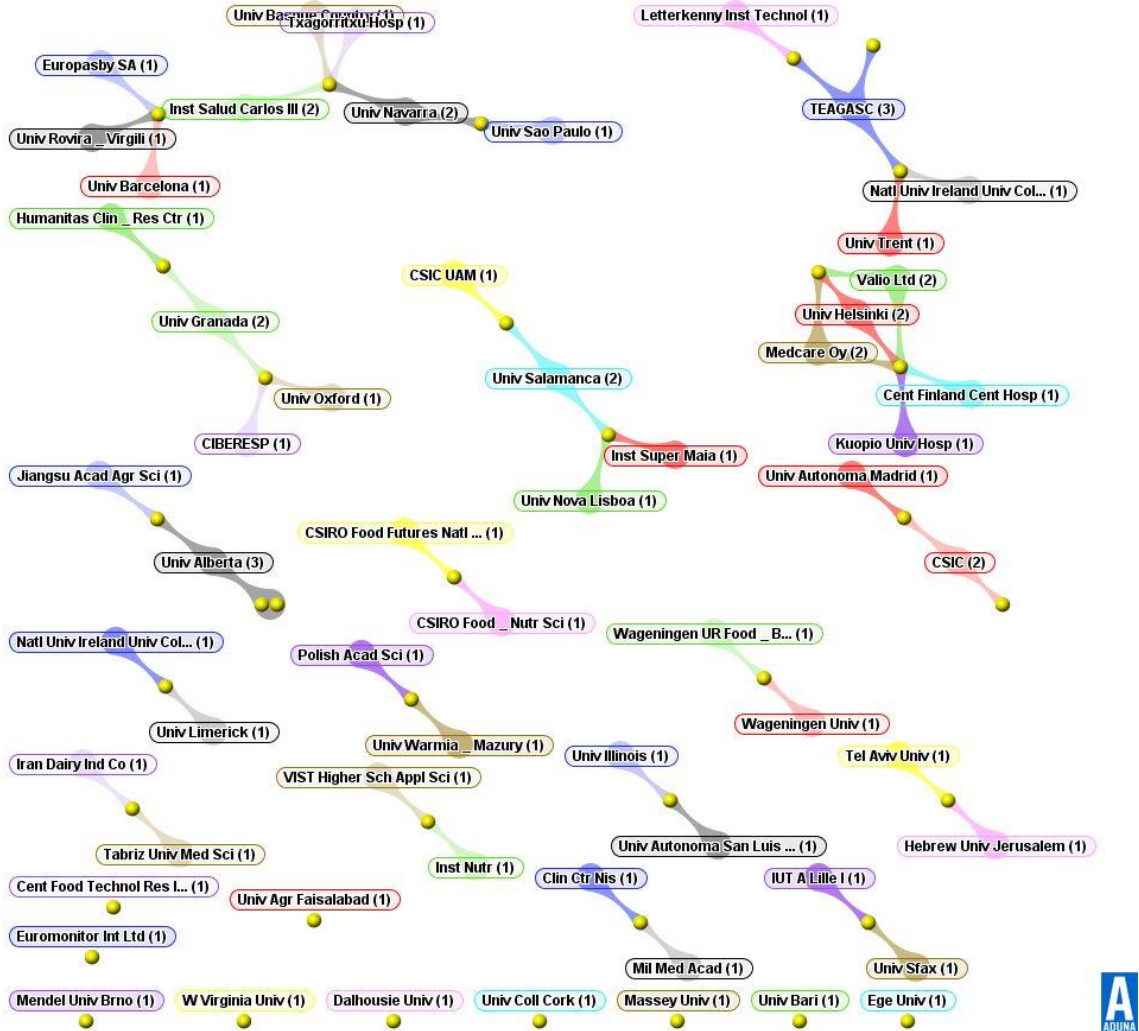 Univ Basque Country (1)
Txagorritxu Hosp (1)
Letterkenny Inst Technol (1)
Europasby SA (1)
Inst Salud Carlos III (2)
Univ Navarra (2)
TEAGASC (3)
Univ Rovira _ Virgili (1)
Univ Sao Paulo (1)
Univ Barcelona (1)
Natl Univ Ireland Univ Col... (1)
Humanitas Clin _ Res Ctr (1)
Univ Trent (1)
CSIC UAM (1)
Valio Ltd (2)
Univ Granada (2)
Univ Helsinki (2)
Medcare Oy (2)
Univ Salamanca (2)
Univ Oxford (1)
Cent Finland Cent Hosp (1)
CIBERESP (1)
Kuopio Univ Hosp (1)
Inst Super Maia (1)
Jiangsu Acad Agr Sci (1)
Univ Autonoma Madrid (1)
Univ Nova Lisboa (1)
CSIRO Food Futures Natl ... (1)
Univ Alberta (3)
CSIC (2)
CSIRO Food _ Nutr Sci (1)
Natl Univ Ireland Univ Col... (1)
Wageningen UR Food _ B... (1)
Polish Acad Sci (1)
Univ Limerick (1)
Wageningen Univ (1)
Univ Warmia _ Mazury (1)
Iran Dairy Ind Co (1)
VIST Higher Sch Appl Sci (1)
Univ Illinois (1)
Tel Aviv Univ (1)
Tabriz Univ Med Sci (1)
Univ Autonoma San Luis ... (1)
Hebrew Univ Jerusalem (1)
Inst Nutr (1)
Cent Food Technol Res I... (1)
Clin Ctr Nis (1)
IUT A Lille I (1)
Univ Agr Faisalabad (1)
Euromonitor Int Ltd (1)
Mil Med Acad (1)
Univ Sfax (1)
Mendel Univ Brno (1)
W Virginia Univ (1)
Dalhousie Univ (1)
Univ Coll Cork (1)
Massey Univ (1)
Univ Bari (1)
Ege Univ (1)
A
ADUNA